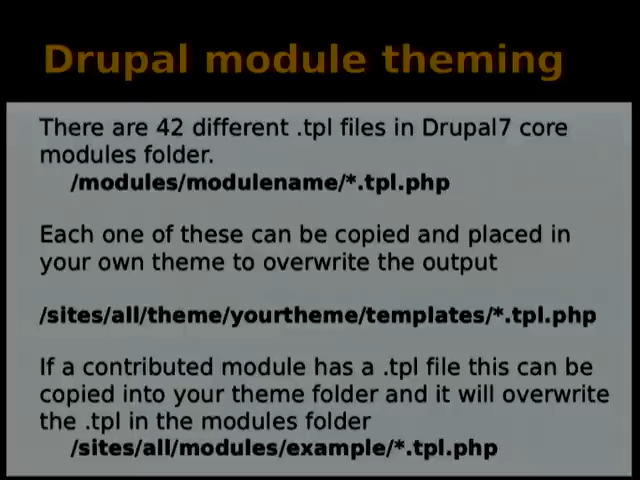 Drupal module theming
There are 42 different .tpl files in Drupal7 core
modules folder.
/modules/modulename/*.tpl.php
Each one of these can be copied and placed in
your own theme to overwrite the output
/sites/all/theme/yourtheme/templates/*.tpl.php
If a contributed module has a .tpl file this can be
copied into your theme folder and it will overwrite
the .tpl in the modules folder
/sites/all/modules/example/*.tpl.php